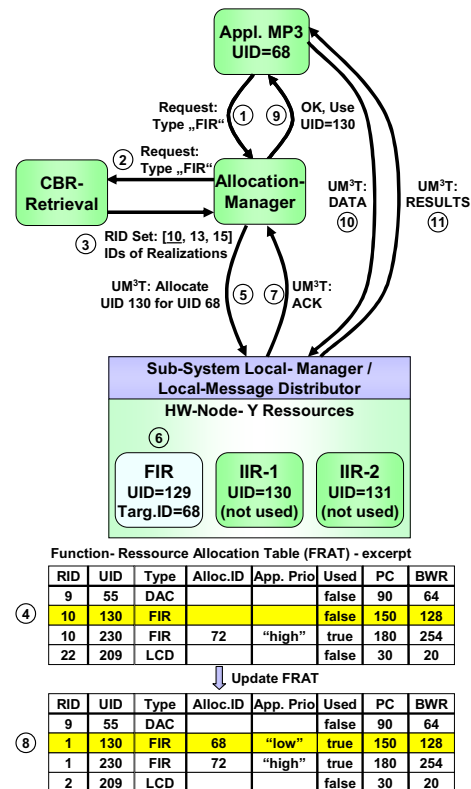 Appl. MP3
UID=68
Request:
Type „FIR“
1
9
OK, Use
UID=130
2
Request:
Type „FIR“
CBR-
Retrieval
Allocation-
Manager
UM³T:
DATA
10
UM³T:
RESULTS
11
3
RID Set: [10, 13, 15]
IDs of Realizations
UM³T: Allocate
UID 130 for UID 68
5
7
UM³T:
ACK
Sub-System Local- Manager /
Local-Message Distributor
HW-Node- Y Ressources
6
FIR
UID=129
Targ.ID=68
IIR-1
UID=130
(not used)
IIR-2
UID=131
(not used)
Function- Ressource Allocation Table (FRAT) - excerpt
RID UID Type Alloc.ID App. Prio Used PC BWR
9 55 DAC false 90 64
4
10 130 FIR false 150 128
10 230 FIR 72 “high” true 180 254
22 209 LCD false 30 20
Update FRAT
RID UID Type Alloc.ID App. Prio Used PC BWR
9 55 DAC false 90 64
8
1 130 FIR 68 “low” true 150 128
1 230 FIR 72 “high” true 180 254
2 209 LCD false 30 20